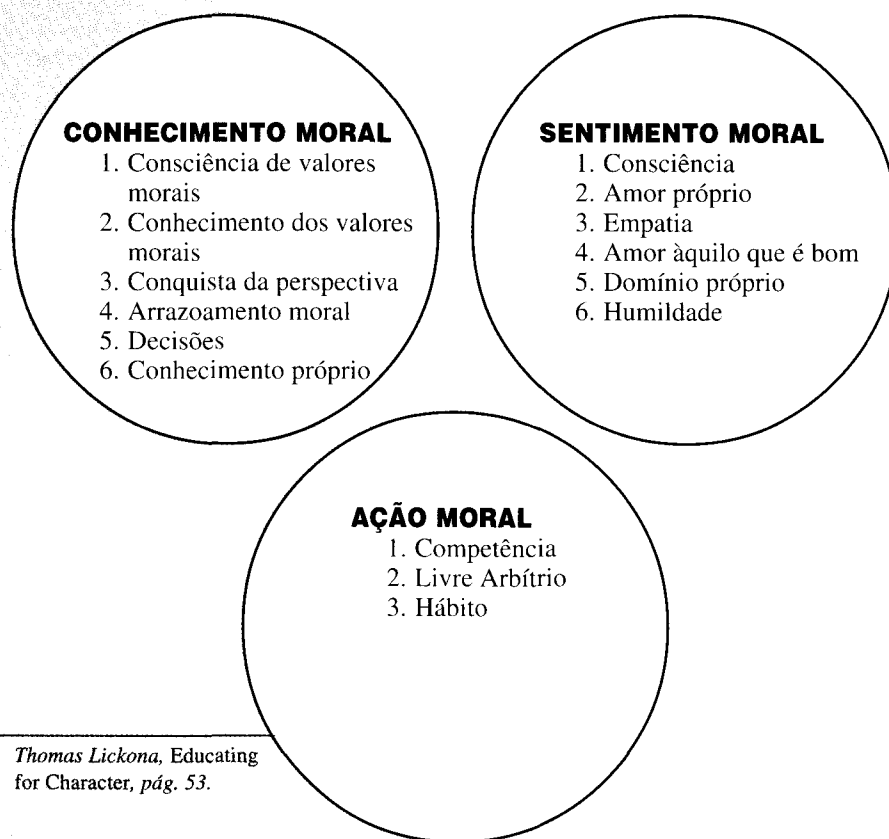 CONHECIMENTO MORAL
1. Consciência de valores
morais
2. Conhecimento dos valores
morais
3. Conquista da perspectiva
4. Arrazoamento moral
5. Decisões
6. Conhecimento próprio
SENTIMENTO MORAL
1. Consciência
2. Amor próprio
3. Empatia
4. Amor àquilo que é bom
5. Domínio próprio
6. Humildade
AÇÃO MORAL
1. Competência
2. Livre Arbítrio
3. Hábito
Thomas Lickona, Educating
for Character, pág. 53.